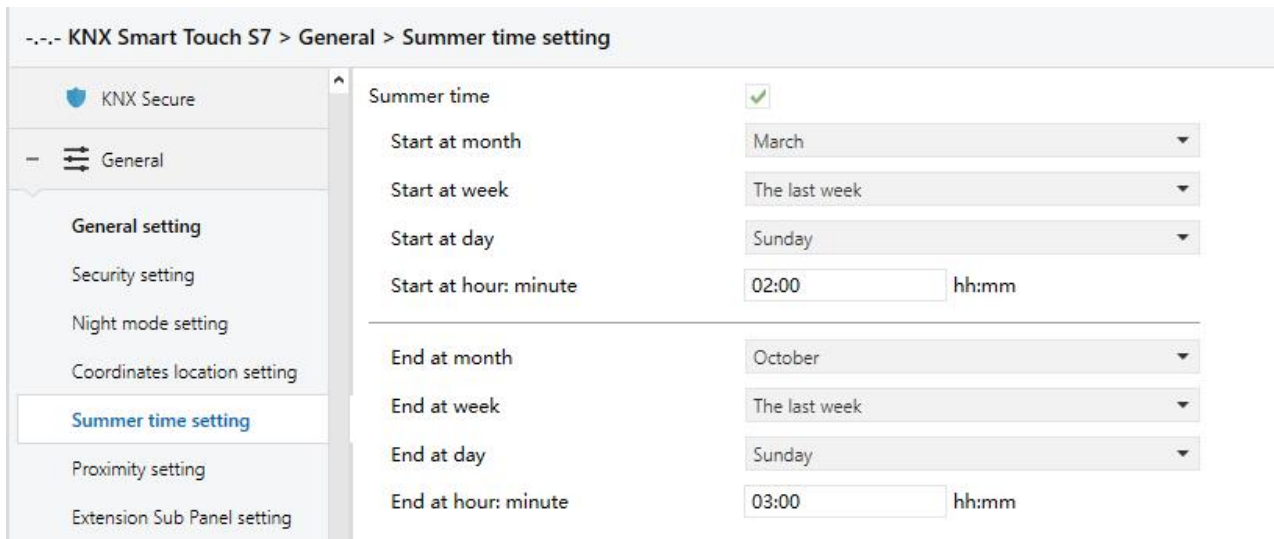 -.-.- KNX Smart Touch S7 > General > Summer time setting
KNX Secure
General
General setting
Security setting
Night mode setting
Coordinates location setting
Summer time setting
Proximity setting
Extension Sub Panel setting
Summer time
Start at month March
Start at week The last week
Start at day Sunday
Start at hour: minute 02:00 hh:mm
End at month October
End at week The last week
End at day Sunday
End at hour: minute 03:00 hh:mm